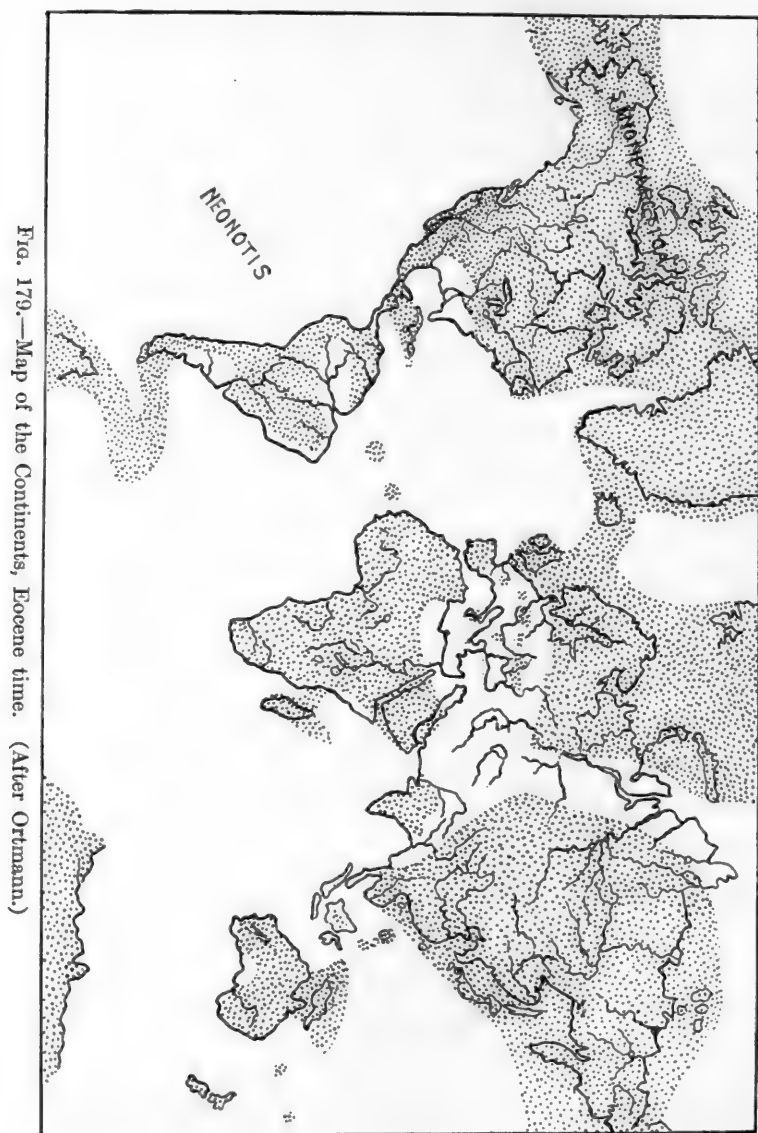 NEONOTIS
FIG. 179.—Map of the Continents, Eocene time. (After Ortmann.)